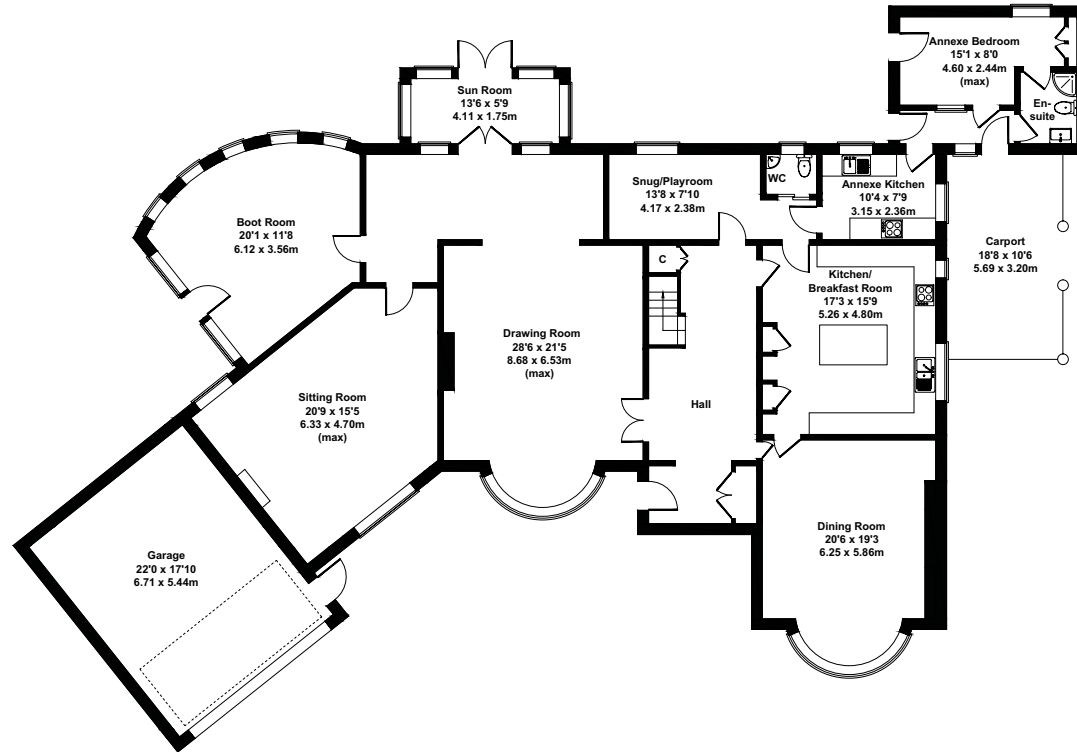 Annexe Bedroom
15'1 x 8'0
4.60 x 2.44m
(max)
En-
suite
Sun Room
13'6 x 5'9
4.11 x 1.75m
Snug/Playroom
13'8 x 7'10
4.17 x 2.38m
WC
Annexe Kitchen
10'4 x 7'9
3.15 x 2.36m
Boot Room
20'1 x 11'8
6.12 x 3.56m
Carport
18'8 x 10'6
5.69 x 3.20m
C
Kitchen/
Breakfast Room
17'3 x 15'9
5.26 x 4.80m
Drawing Room
28'6 x 21'5
8.68 x 6.53m
(max)
Sitting Room
20'9 x 15'5
6.33 x 4.70m
(max)
Hall
Dining Room
20'6 x 19'3
6.25 x 5.86m
Garage
22'0 x 17'10
6.71 x 5.44m